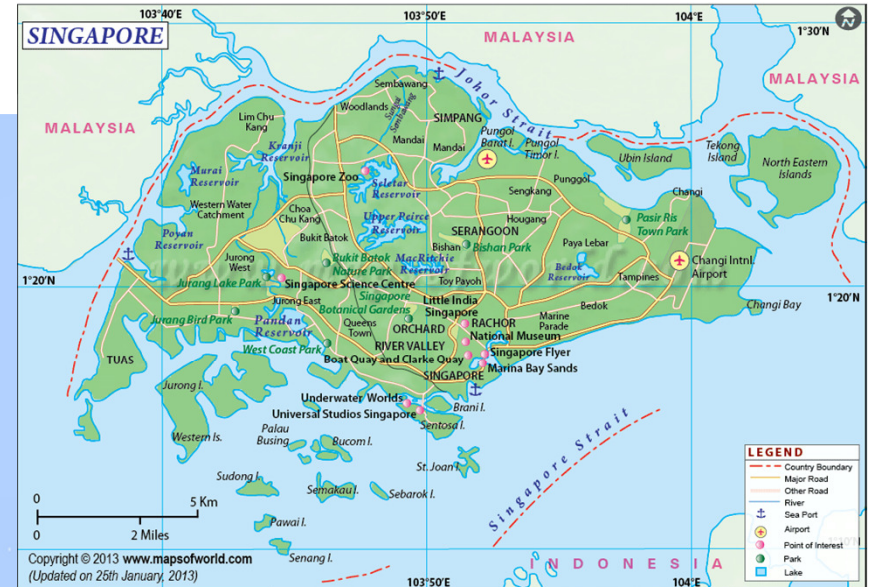 103°40'E
103°50'E
104°E
SINGAPORE
N
1°30'N
MALAYSIA
MALAYSIA
MALAYSIA
Johor Strait
Sembawang
Woodlands
Sungai
Sembawang
SIMPANG
Lim Chu
Kang
Kranji
Reservoir
Mandai
Mandai
Pungol
Barat I.
Pungol
Timor I.
Ubin Island
Tekong
Island
North Eastern
Islands
Murai
Reservoir
Singapore Zoo
Seletar
Reservoir
Sengkang
Punggol
Changi
Western Water
Catchment
Choa
Chu Kang
Upper Peirce
Reservoir
Hougang
Pasir Ris
Town Park
Poyan
Reservoir
Bukit Batok
SERANGOON
Bishan
Bishan Park
Paya Lebar
Jurong
West
Bukit Batok
Nature Park
MacRitchie
Reservoir
Bedok
Reservoir
Changi Intnl.
Airport
1°20'N
Jurang Lake Park
Singapore Science Centre
Toy Payoh
Tampines
1°20'N
Jurong East
Singapore
Botanical Gardens
Little India
Singapore
Bedok
Changi Bay
Jurang Bird Park
Pandan
Reservoir
Queens
Town
ORCHARD
RACHOR
Marine
Parade
National Museum
West Coast Park
RIVER VALLEY
Boat Quay and Clarke Quay
Singapore Flyer
TUAS
SINGAPORE
Marina Bay Sands
Jurong I.
Underwater Worlds
Brani I.
Universal Studios Singapore
Sentosa I.
Western Is.
Palau
Busing
Bucom I.
Singapore Strait
St. Joan I.
Sudong I.
Semakau I.
Sebarok I.
Pawai I.
Senang I.
0
5 Km
0
2 Miles
LEGEND
Country Boundary
Major Road
Other Road
River
Sea Port
Airport
Point of Interest
Park
Lake
INDONESIA
Copyright © 2013 www.mapsofworld.com
(Updated on 25th January, 2013)
103°50'E
104°E